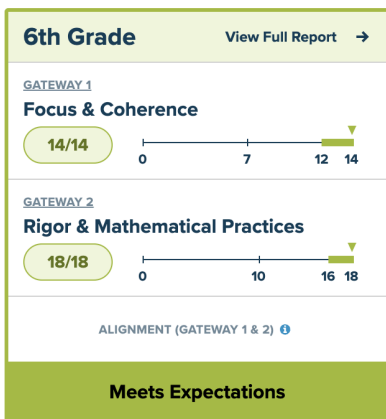 6th Grade View Full Report →
GATEWAY 1
Focus & Coherence
14/14
0 7 12 14
GATEWAY 2
Rigor & Mathematical Practices
18/18
0 10 16 18
ALIGNMENT (GATEWAY 1 & 2) i
Meets Expectations